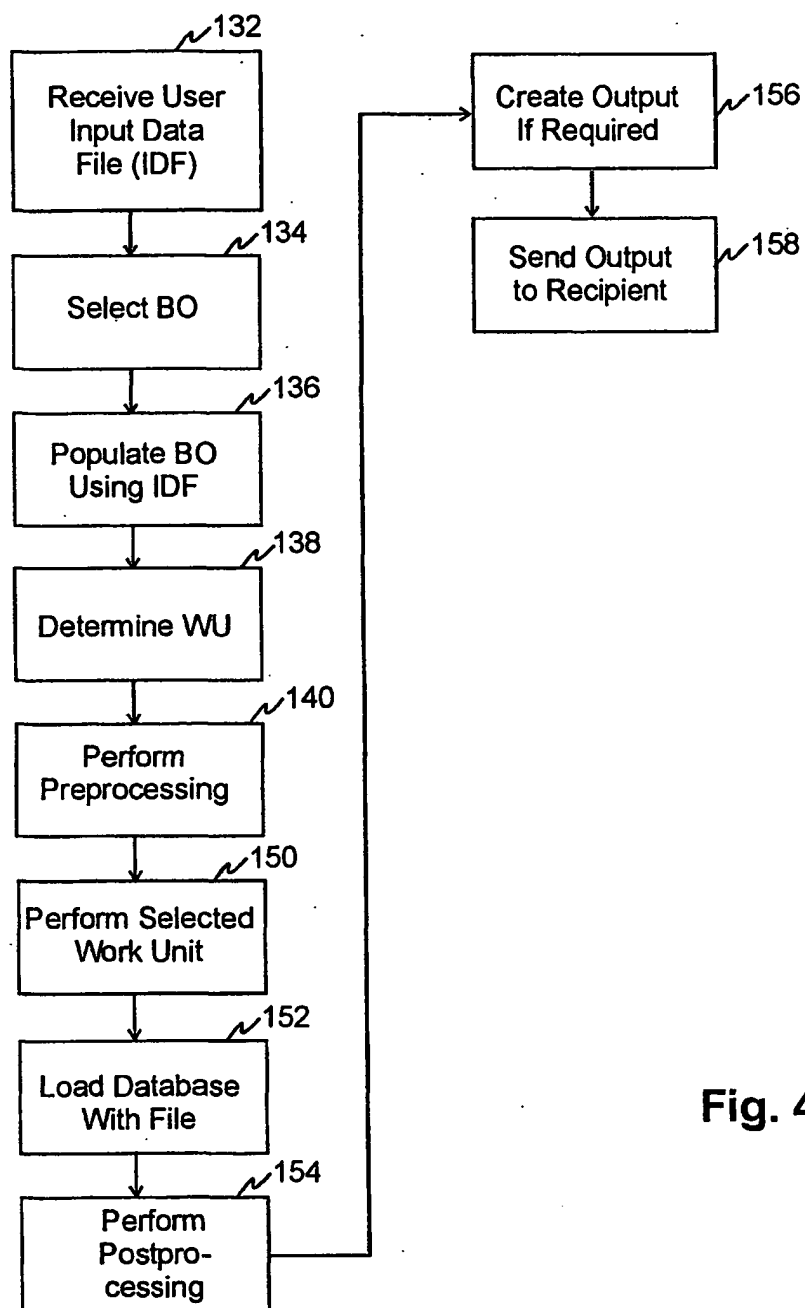 132
Receive User
Input Data
File (IDF)
134
Select BO
136
Populate BO
Using IDF
138
Determine WU
140
Perform
Preprocessing
150
Perform Selected
Work Unit
152
Load Database
With File
154
Perform
Postpro-
cessing
Create Output
If Required
156
Send Output
to Recipient
158
Fig. 4